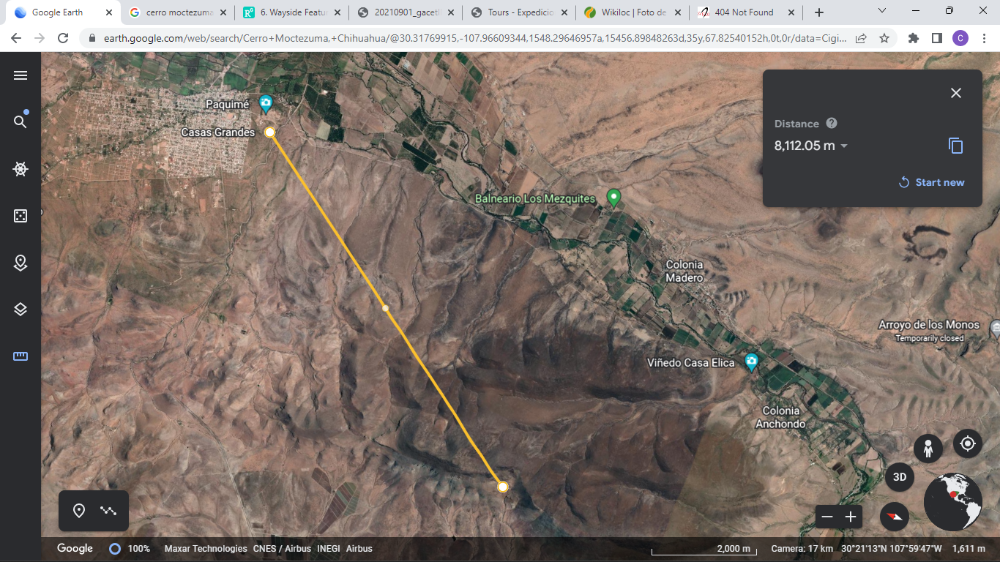 Google Earth
cerro moctezuma
6. Wayside Featu
20210901_gacet
Tours - Expedicio
Wikiloc | Foto de
404 Not Found
earth.google.com/web/search/Cerro+Moctezuma,+Chihuahua/@30.31769915,-107.96609344,1548.29646957a,15456.89848263d,35y,67.82540152h,0t,0r/data=Cigi...
C
Paquimé
Casas Grandes
Distance
8,112.05 m
Start new
Balneario Los Mezquites
Colonia
Madero
Arroyo de los Monos
Temporarily closed
Viñedo Casa Elica
Colonia
Anchondo
3D
Google
100%
Maxar Technologies CNES / Airbus INEGI Airbus
2,000 m
Camera: 17 km 30°21'13"N 107°59'47"W 1,611 m